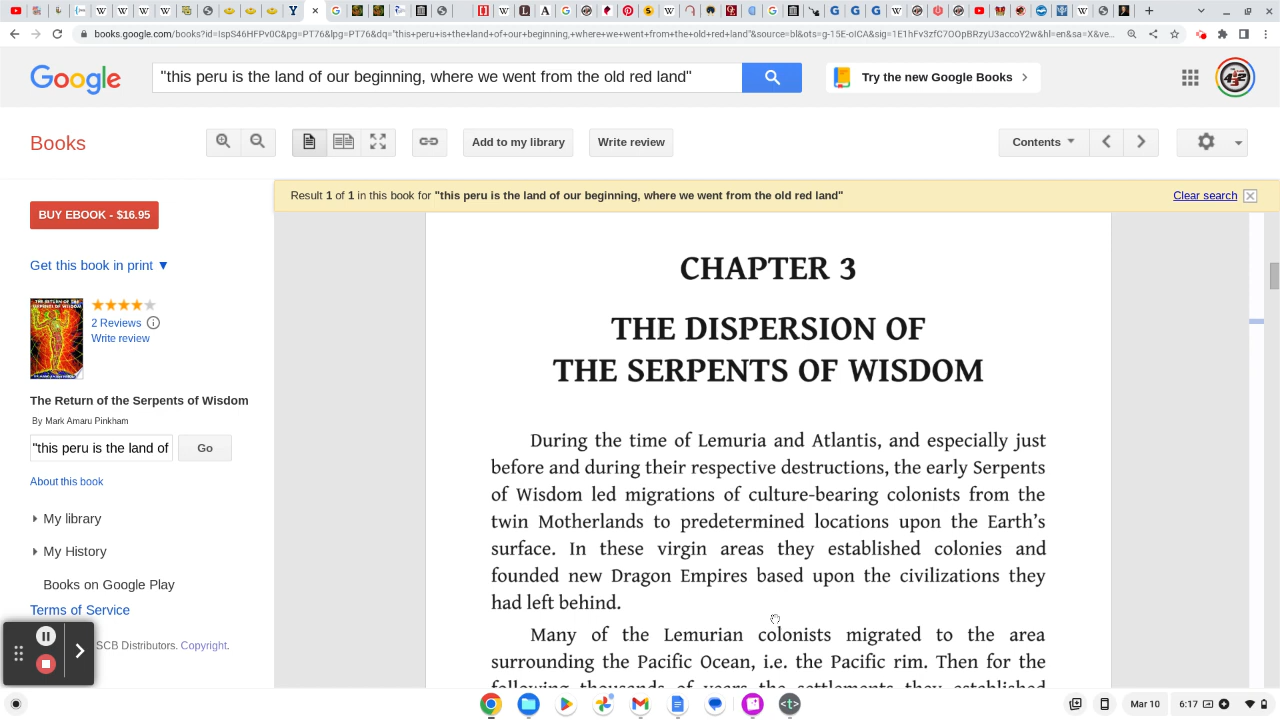 books.google.com/books?id=IspS46HFPv0C&pg=PT76&lpg=PT76&dq="this+peru+is+the+land+of+our+beginning,+where+we+went+from+the+old+red+land"&source=bl&ots=g-15E-oICA&sig=1E1hFv3zfC7OOpBRzyU3accoY2w&hl=en&sa=X&ve...
Google
"this peru is the land of our beginning, where we went from the old red land"
Try the new Google Books
Books
Add to my library
Write review
Contents
Result 1 of 1 in this book for "this peru is the land of our beginning, where we went from the old red land"
Clear search
BUY EBOOK - $16.95
Get this book in print ▼
2 Reviews
Write review
The Return of the Serpents of Wisdom
By Mark Amaru Pinkham
"this peru is the land of
Go
About this book
My library
My History
Books on Google Play
Terms of Service
SCB Distributors. Copyright.
CHAPTER 3
THE DISPERSION OF
THE SERPENTS OF WISDOM
During the time of Lemuria and Atlantis, and especially just
before and during their respective destructions, the early Serpents
of Wisdom led migrations of culture-bearing colonists from the
twin Motherlands to predetermined locations upon the Earth's
surface. In these virgin areas they established colonies and
founded new Dragon Empires based upon the civilizations they
had left behind.
Many of the Lemurian colonists migrated to the area
surrounding the Pacific Ocean, i.e. the Pacific rim. Then for the
following thousands of years the settlements they established
Mar 10
6:17